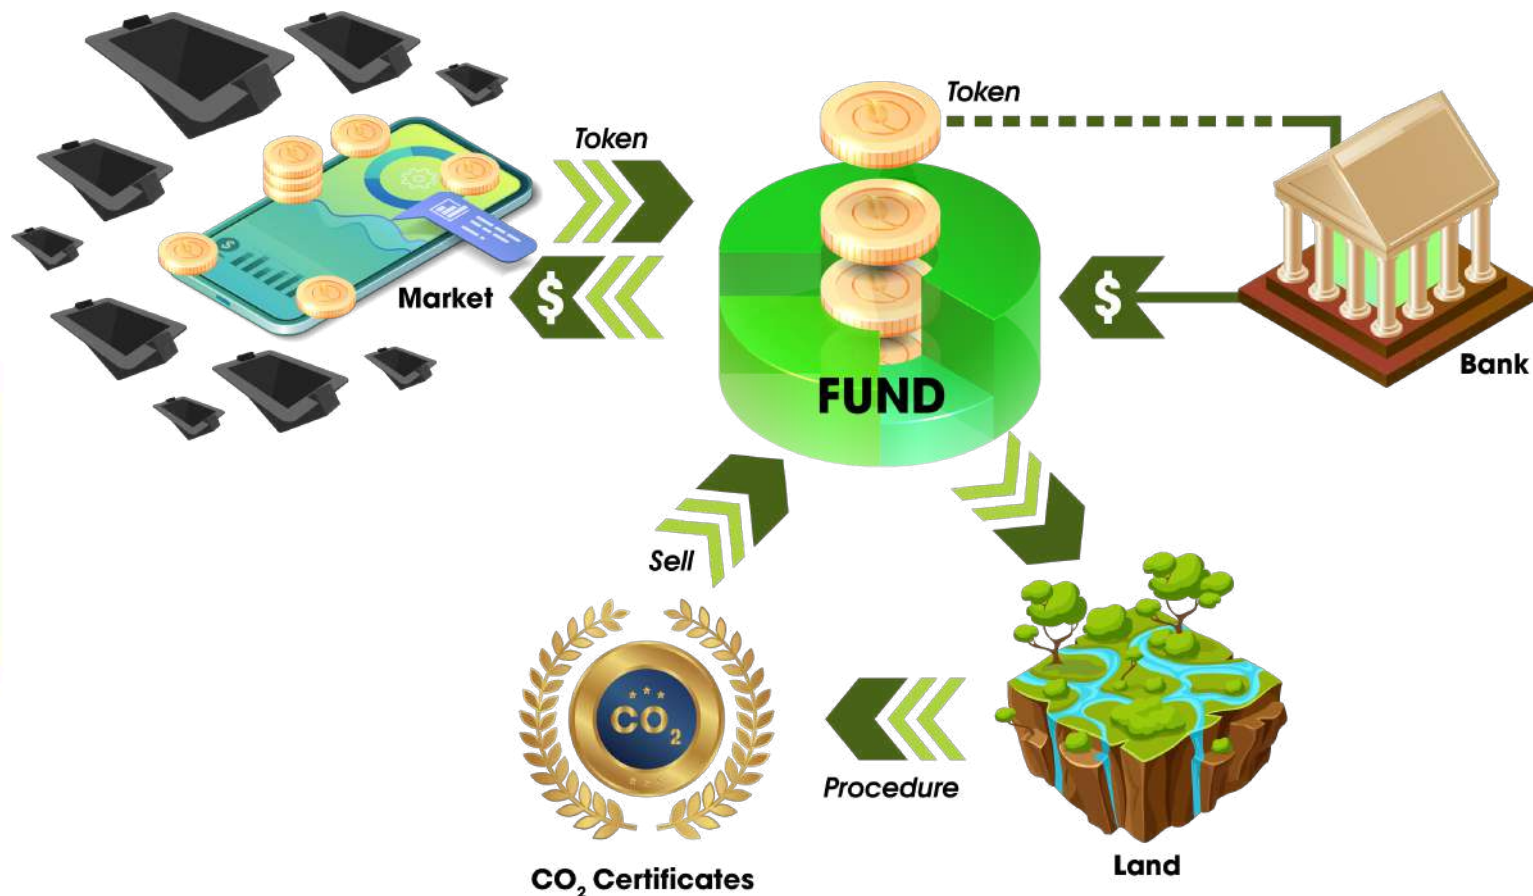 Token
Token
$
Market
$
$
Bank
FUND
Sell
CO₂
Procedure
Land
CO₂ Certificates